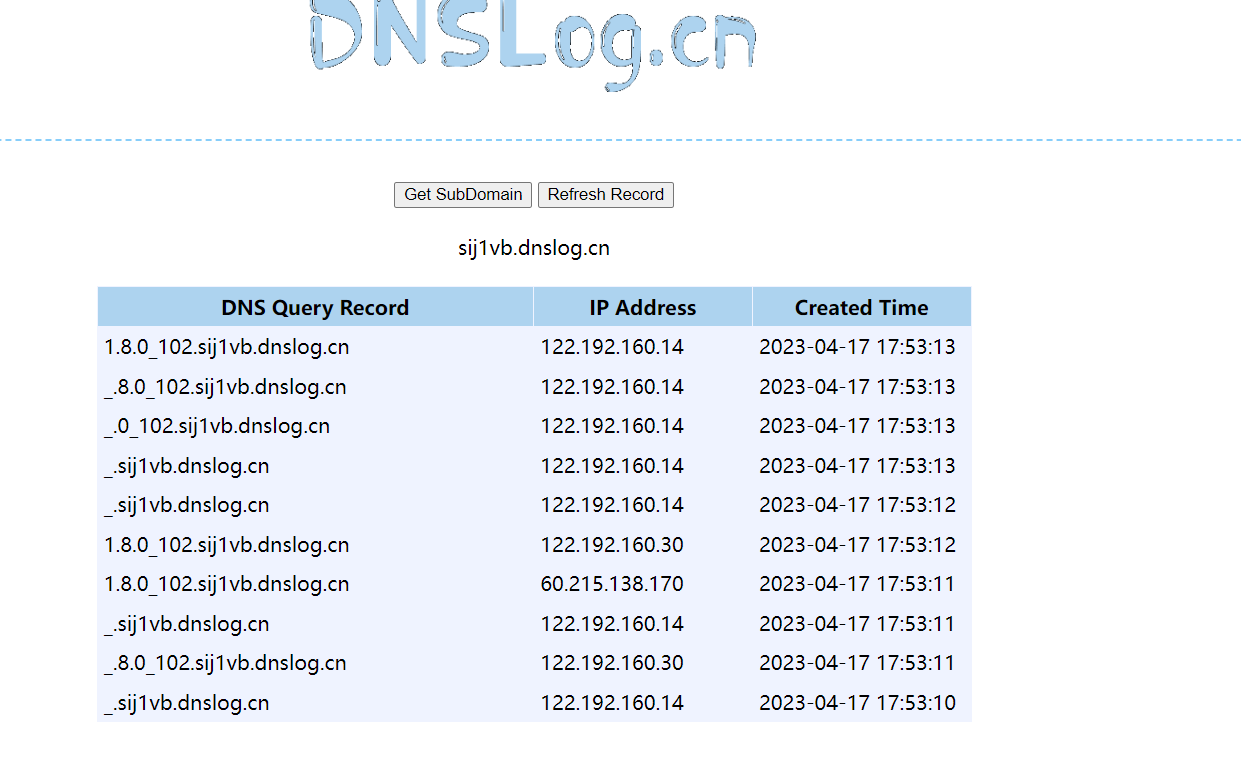 DNSLog.cn
Get SubDomain Refresh Record
sij1vb.dnslog.cn
DNS Query Record IP Address Created Time
1.8.0_102.sij1vb.dnslog.cn 122.192.160.14 2023-04-17 17:53:13
_.8.0_102.sij1vb.dnslog.cn 122.192.160.14 2023-04-17 17:53:13
_.0_102.sij1vb.dnslog.cn 122.192.160.14 2023-04-17 17:53:13
_.sij1vb.dnslog.cn 122.192.160.14 2023-04-17 17:53:13
_.sij1vb.dnslog.cn 122.192.160.14 2023-04-17 17:53:12
1.8.0_102.sij1vb.dnslog.cn 122.192.160.30 2023-04-17 17:53:12
1.8.0_102.sij1vb.dnslog.cn 60.215.138.170 2023-04-17 17:53:11
_.sij1vb.dnslog.cn 122.192.160.14 2023-04-17 17:53:11
_.8.0_102.sij1vb.dnslog.cn 122.192.160.30 2023-04-17 17:53:11
_.sij1vb.dnslog.cn 122.192.160.14 2023-04-17 17:53:10